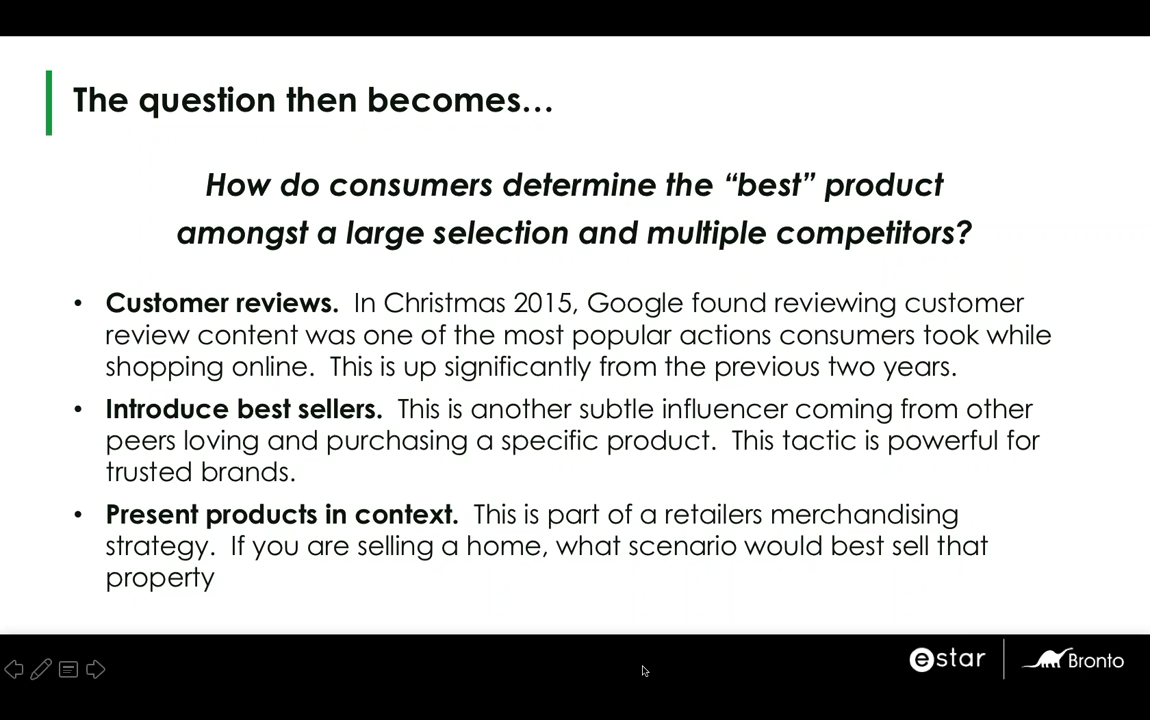 The question then becomes…
How do consumers determine the “best” product
amongst a large selection and multiple competitors?
• Customer reviews. In Christmas 2015, Google found reviewing customer
review content was one of the most popular actions consumers took while
shopping online. This is up significantly from the previous two years.
• Introduce best sellers. This is another subtle influencer coming from other
peers loving and purchasing a specific product. This tactic is powerful for
trusted brands.
• Present products in context. This is part of a retailers merchandising
strategy. If you are selling a home, what scenario would best sell that
property
estar
Bronto